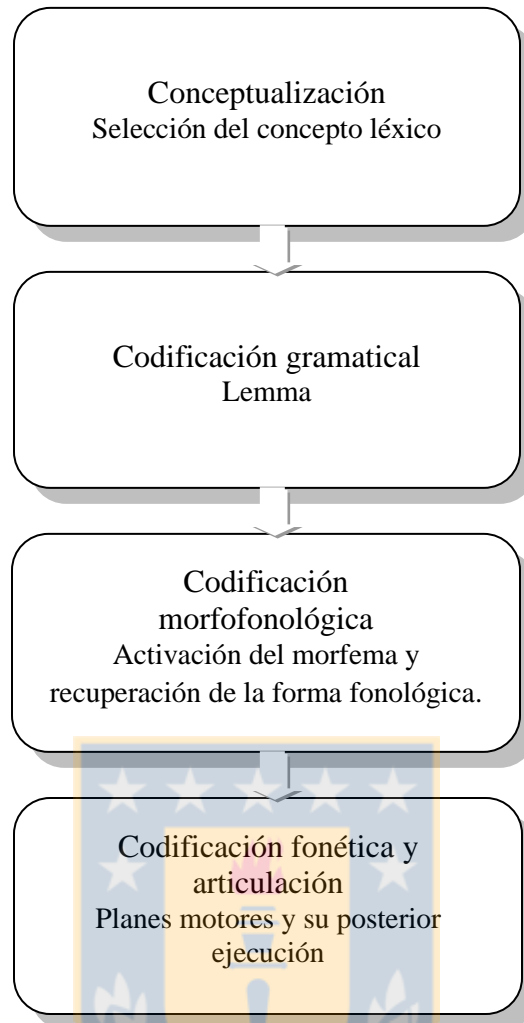 Conceptualización
Selección del concepto léxico
Codificación gramatical
Lemma
Codificación
morfofonológica
Activación del morfema y
recuperación de la forma fonológica.
Codificación fonética y
articulación
Planes motores y su posterior
ejecución